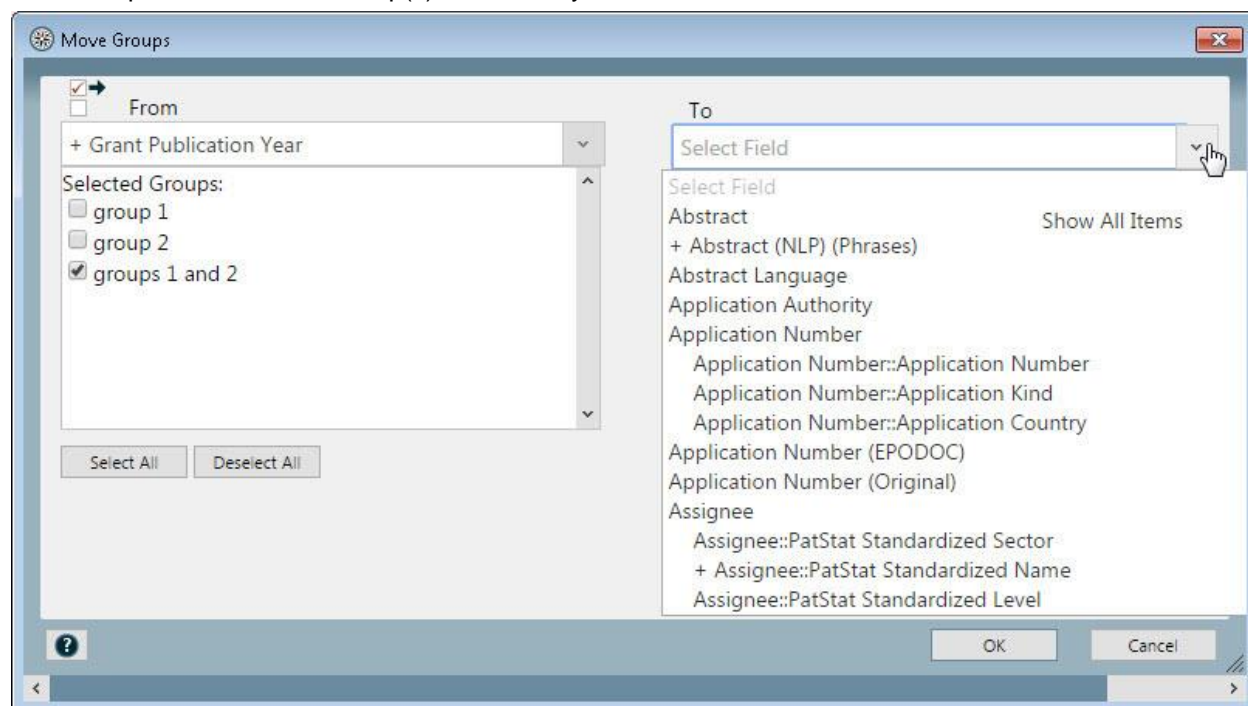 Move Groups
From
+ Grant Publication Year
Selected Groups:
group 1
group 2
groups 1 and 2
Select All
Deselect All
To
Select Field
Select Field
Abstract
Show All Items
+ Abstract (NLP) (Phrases)
Abstract Language
Application Authority
Application Number
Application Number::Application Number
Application Number::Application Kind
Application Number::Application Country
Application Number (EPODOC)
Application Number (Original)
Assignee
Assignee::PatStat Standardized Sector
+ Assignee::PatStat Standardized Name
Assignee::PatStat Standardized Level
?
OK
Cancel